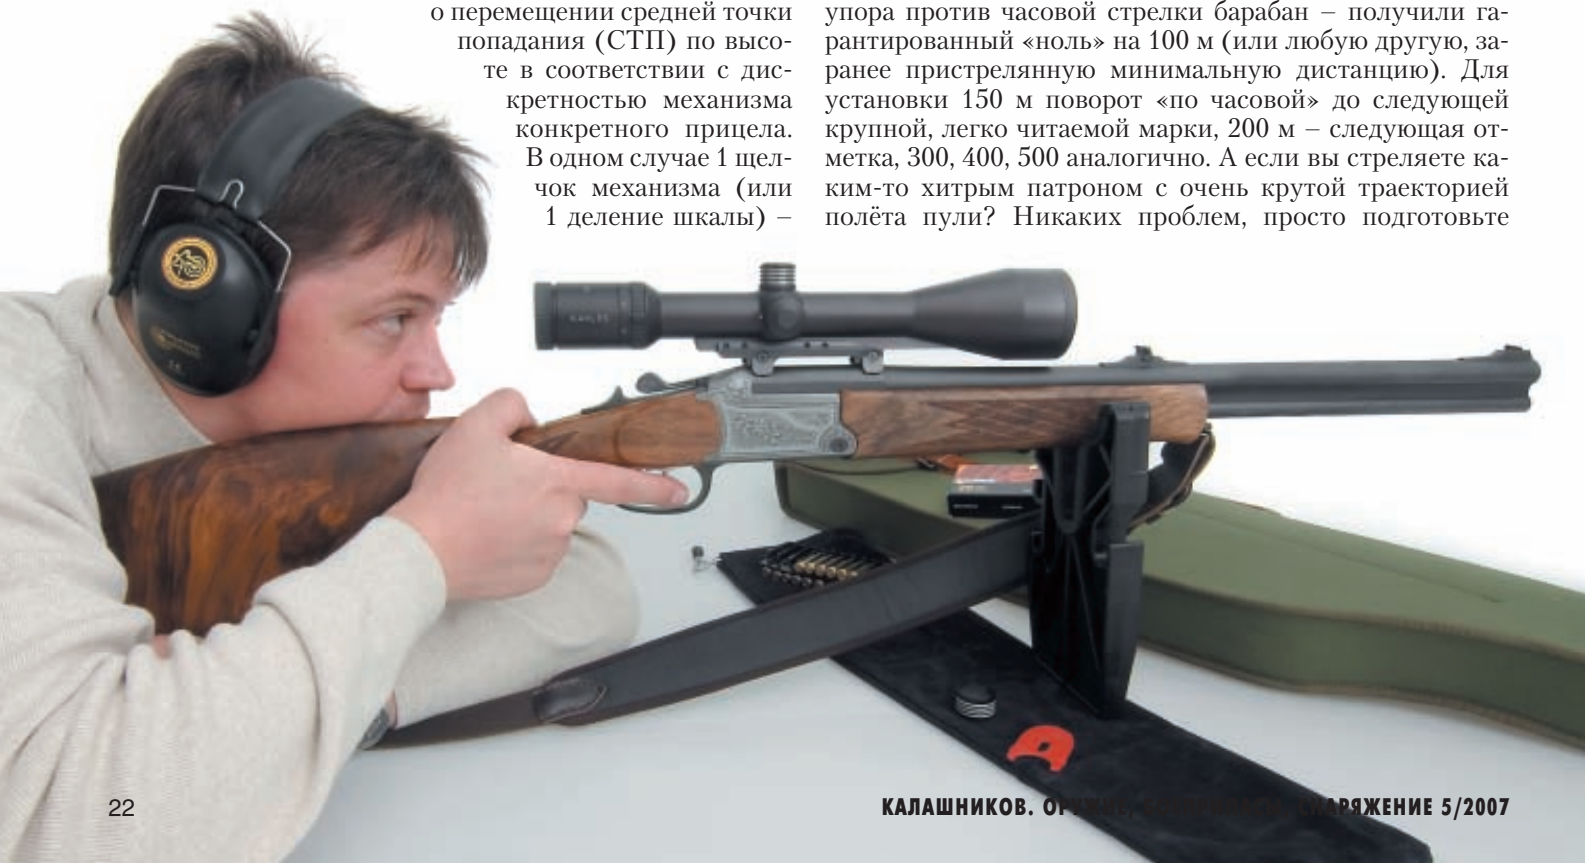 о перемещении средней точки
попадания (СТП) по высо-
те в соответствии с дис-
кретностью механизма
конкретного прицела.
В одном случае 1 щел-
чок механизма (или
1 деление шкалы) –
упора против часовой стрелки барабан – получили га-
рантированный «ноль» на 100 м (или любую другую, за-
ранее пристрелянную минимальную дистанцию). Для
установки 150 м поворот «по часовой» до следующей
крупной, легко читаемой марки, 200 м – следующая от-
метка, 300, 400, 500 аналогично. А если вы стреляете ка-
ким-то хитрым патроном с очень крутой траекторией
полёта пули? Никаких проблем, просто подготовьте
KAHLES
22
КАЛАШНИКОВ. ОРУЖИЕ, БОЕПРИПАСЫ, СНАРЯЖЕНИЕ 5/2007